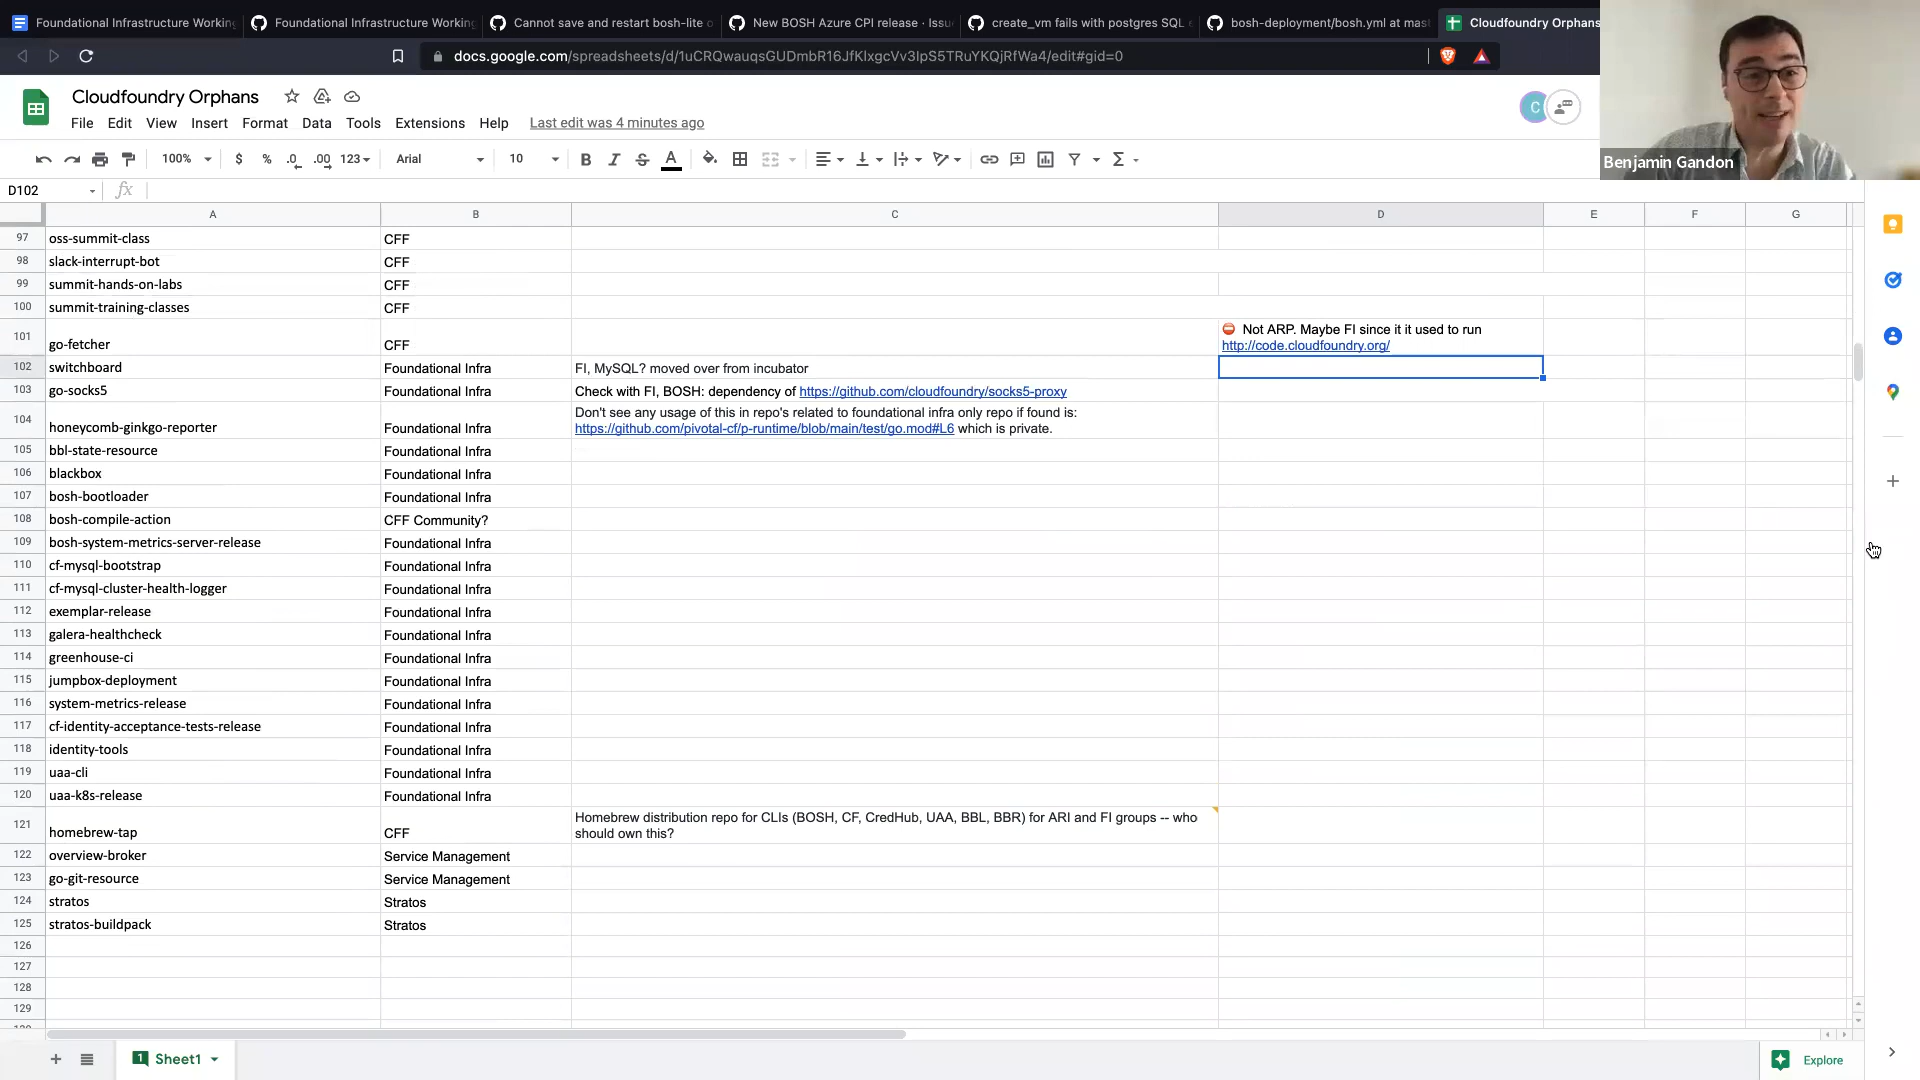 Foundational Infrastructure Working
Foundational Infrastructure Working
Cannot save and restart bosh-lite
New BOSH Azure CPI release · Issu
create_vm fails with postgres SQL
bosh-deployment/bosh.yml at mast
Cloudfoundry Orphans
docs.google.com/spreadsheets/d/1uCRQwauqsGUDmbR16JfKIxgcVv3IpS5TRuYKQjRfWa4/edit#gid=0
Cloudfoundry Orphans
File Edit View Insert Format Data Tools Extensions Help Last edit was 4 minutes ago
C
100% $ % .0 .00 123 Arial 10 B I S A
Benjamin Gandon
D102 fx
A B C D E F G
97 oss-summit-class CFF
98 slack-interrupt-bot CFF
99 summit-hands-on-labs CFF
100 summit-training-classes CFF
101 go-fetcher CFF Not ARP. Maybe FI since it it used to run
http://code.cloudfoundry.org/
102 switchboard Foundational Infra FI, MySQL? moved over from incubator
103 go-socks5 Foundational Infra Check with FI, BOSH: dependency of https://github.com/cloudfoundry/socks5-proxy
104 honeycomb-ginkgo-reporter Foundational Infra Don't see any usage of this in repo's related to foundational infra only repo if found is:
https://github.com/pivotal-cf/p-runtime/blob/main/test/go.mod#L6 which is private.
105 bbl-state-resource Foundational Infra
106 blackbox Foundational Infra
107 bosh-bootloader Foundational Infra
108 bosh-compile-action CFF Community?
109 bosh-system-metrics-server-release Foundational Infra
110 cf-mysql-bootstrap Foundational Infra
111 cf-mysql-cluster-health-logger Foundational Infra
112 exemplar-release Foundational Infra
113 galera-healthcheck Foundational Infra
114 greenhouse-ci Foundational Infra
115 jumpbox-deployment Foundational Infra
116 system-metrics-release Foundational Infra
117 cf-identity-acceptance-tests-release Foundational Infra
118 identity-tools Foundational Infra
119 uaa-cli Foundational Infra
120 uaa-k8s-release Foundational Infra
121 homebrew-tap CFF Homebrew distribution repo for CLIs (BOSH, CF, CredHub, UAA, BBL, BBR) for ARI and FI groups -- who
should own this?
122 overview-broker Service Management
123 go-git-resource Service Management
124 stratos Stratos
125 stratos-buildpack Stratos
126
127
128
129
1 Sheet1
Explore